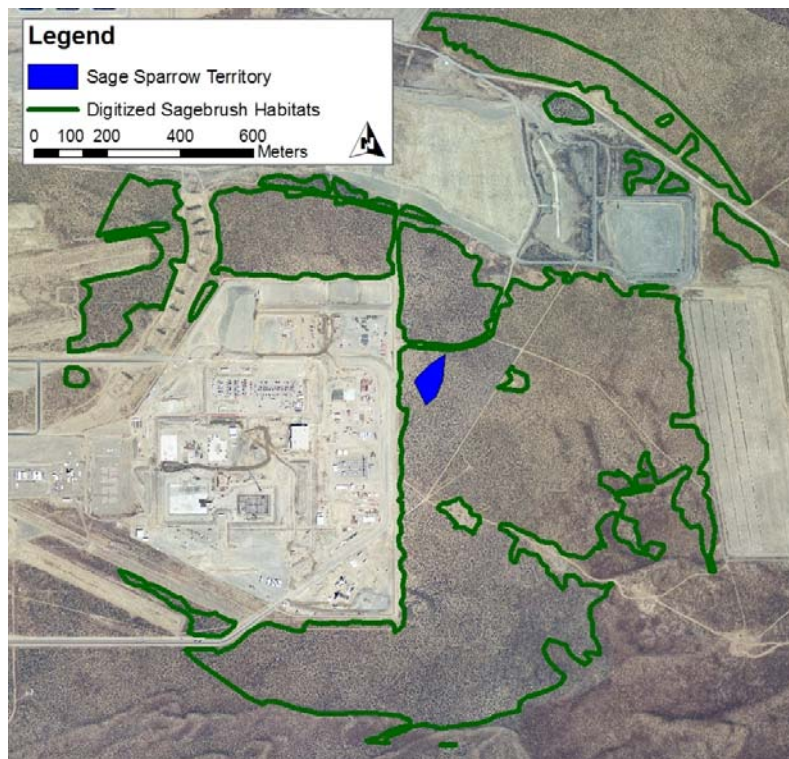 Legend
Sage Sparrow Territory
Digitized Sagebrush Habitats
0 100 200 400 600
Meters
N